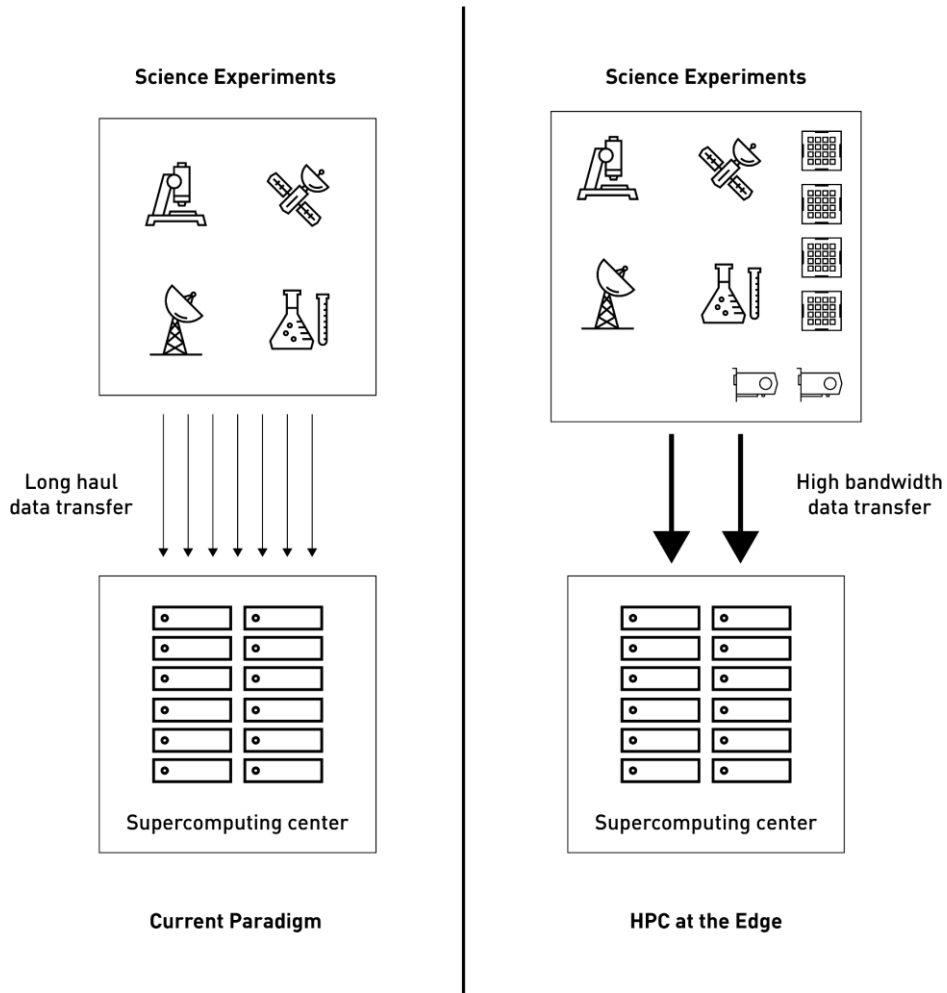 Science Experiments
Long haul
data transfer
Supercomputing center
Current Paradigm
Science Experiments
High bandwidth
data transfer
Supercomputing center
HPC at the Edge